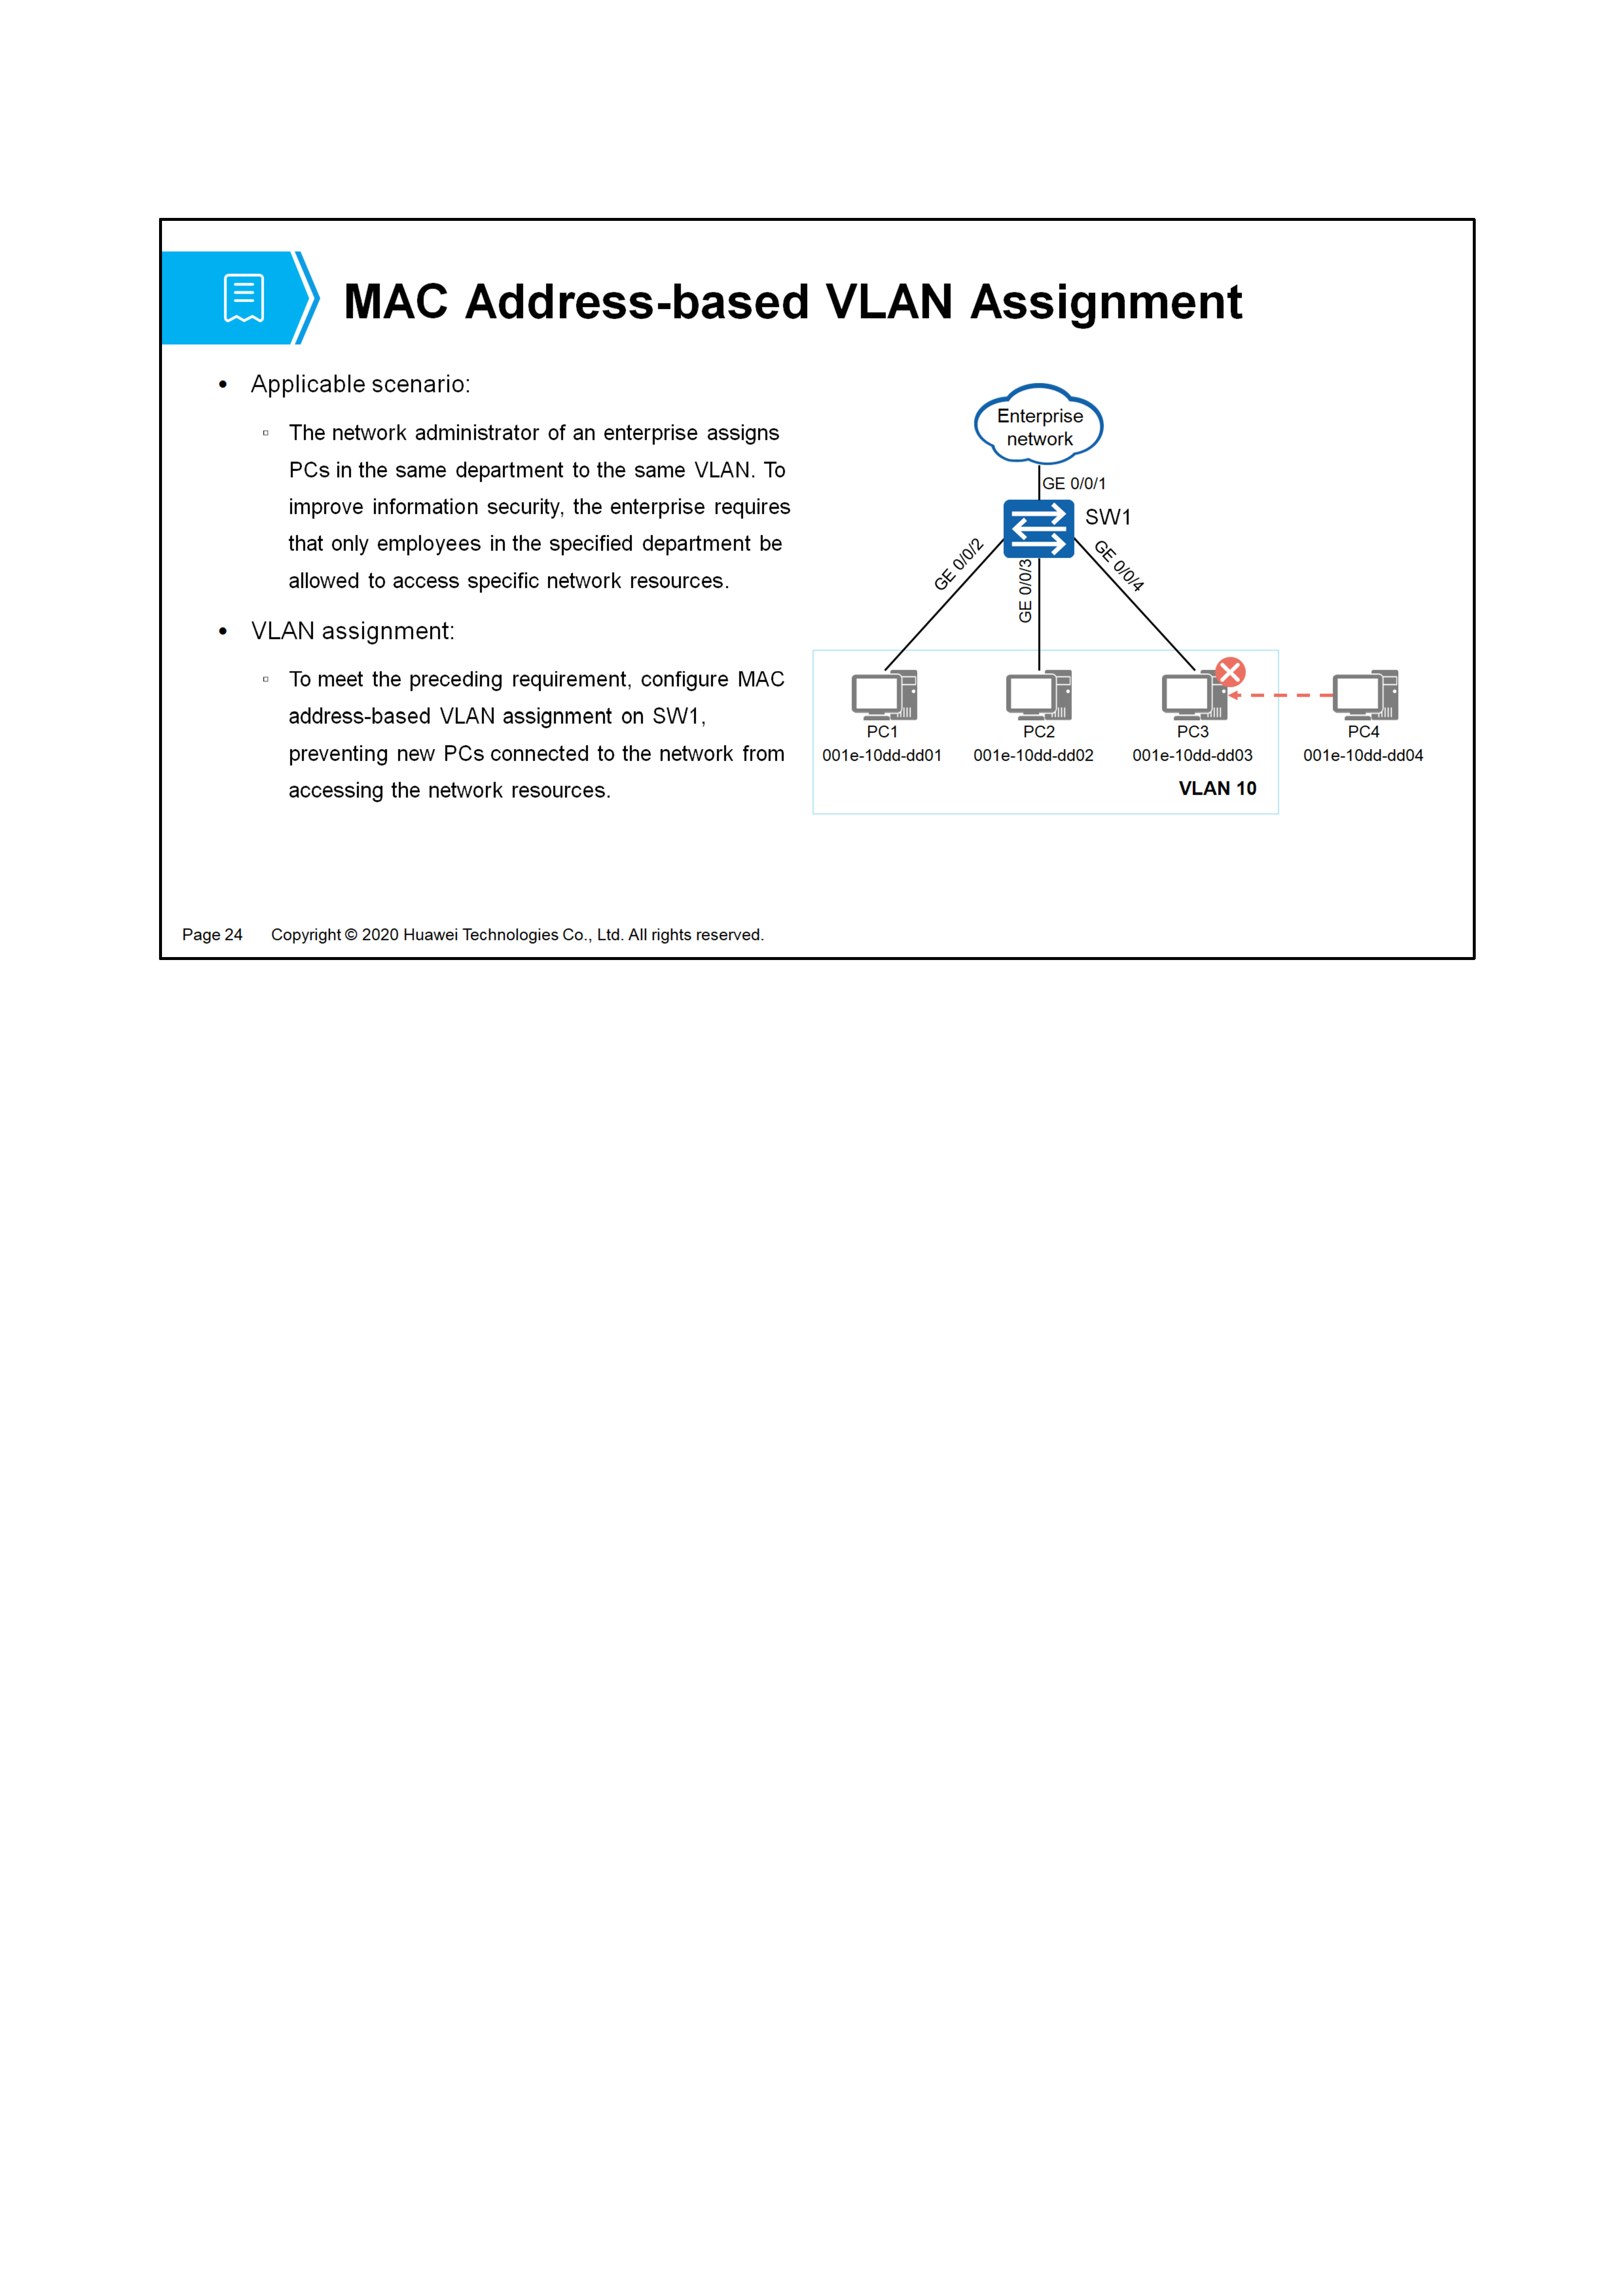 MAC Address-based VLAN Assignment
• Applicable scenario:
▫ The network administrator of an enterprise assigns
PCs in the same department to the same VLAN. To
improve information security, the enterprise requires
that only employees in the specified department be
allowed to access specific network resources.
• VLAN assignment:
▫ To meet the preceding requirement, configure MAC
address-based VLAN assignment on SW1,
preventing new PCs connected to the network from
accessing the network resources.
Enterprise
network
GE 0/0/1
SW1
GE 0/0/2
GE 0/0/3
GE 0/0/4
PC1
PC2
PC3
PC4
001e-10dd-dd01
001e-10dd-dd02
001e-10dd-dd03
001e-10dd-dd04
VLAN 10
Page 24 Copyright © 2020 Huawei Technologies Co., Ltd. All rights reserved.